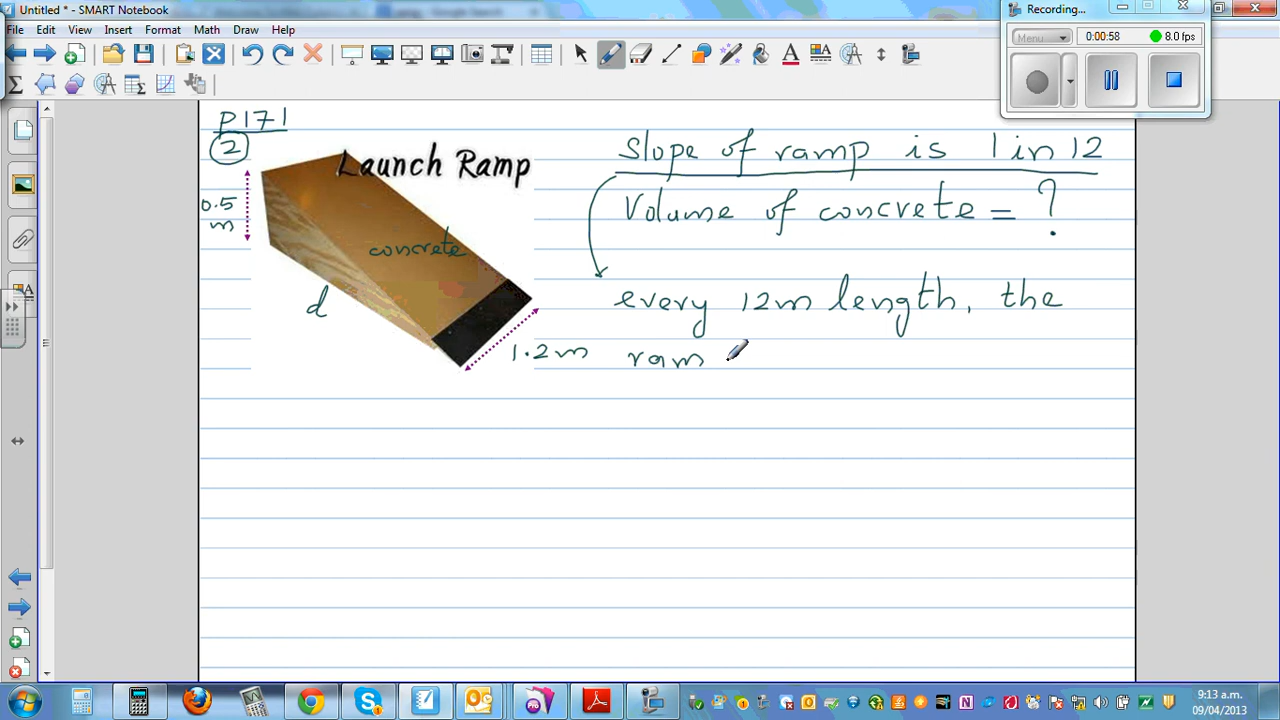 Untitled * - SMART Notebook
Recording...
File Edit View Insert Format Math Draw Help
Menu
0:00:58
8.0 fps
P171
2
Launch Ramp
0.5
m
concrete
d
1.2m
Slope of ramp is 1 in 12
Volume of concrete = ?
every 12m length, the
ram
9:13 a.m.
09/04/2013